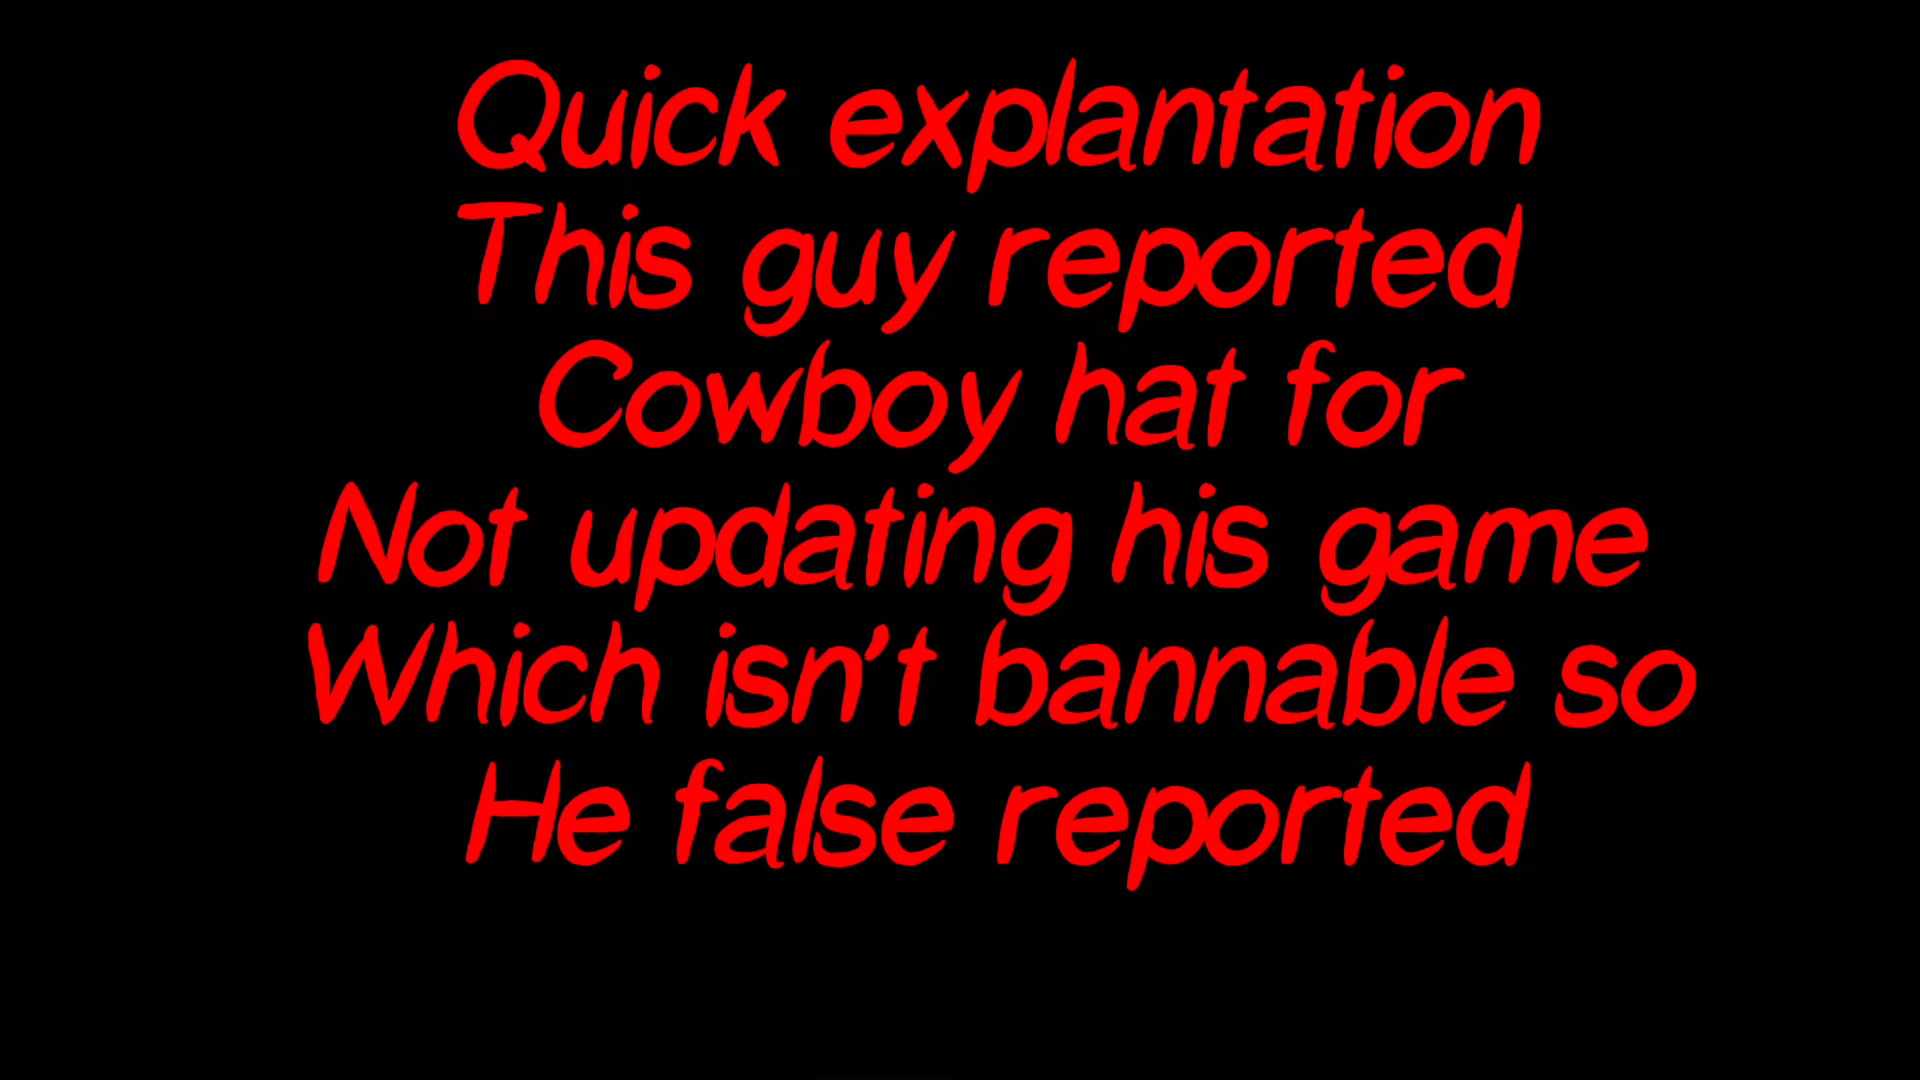 Quick explantation
This guy reported
Cowboy hat for
Not updating his game
Which isn't bannable so
He false reported